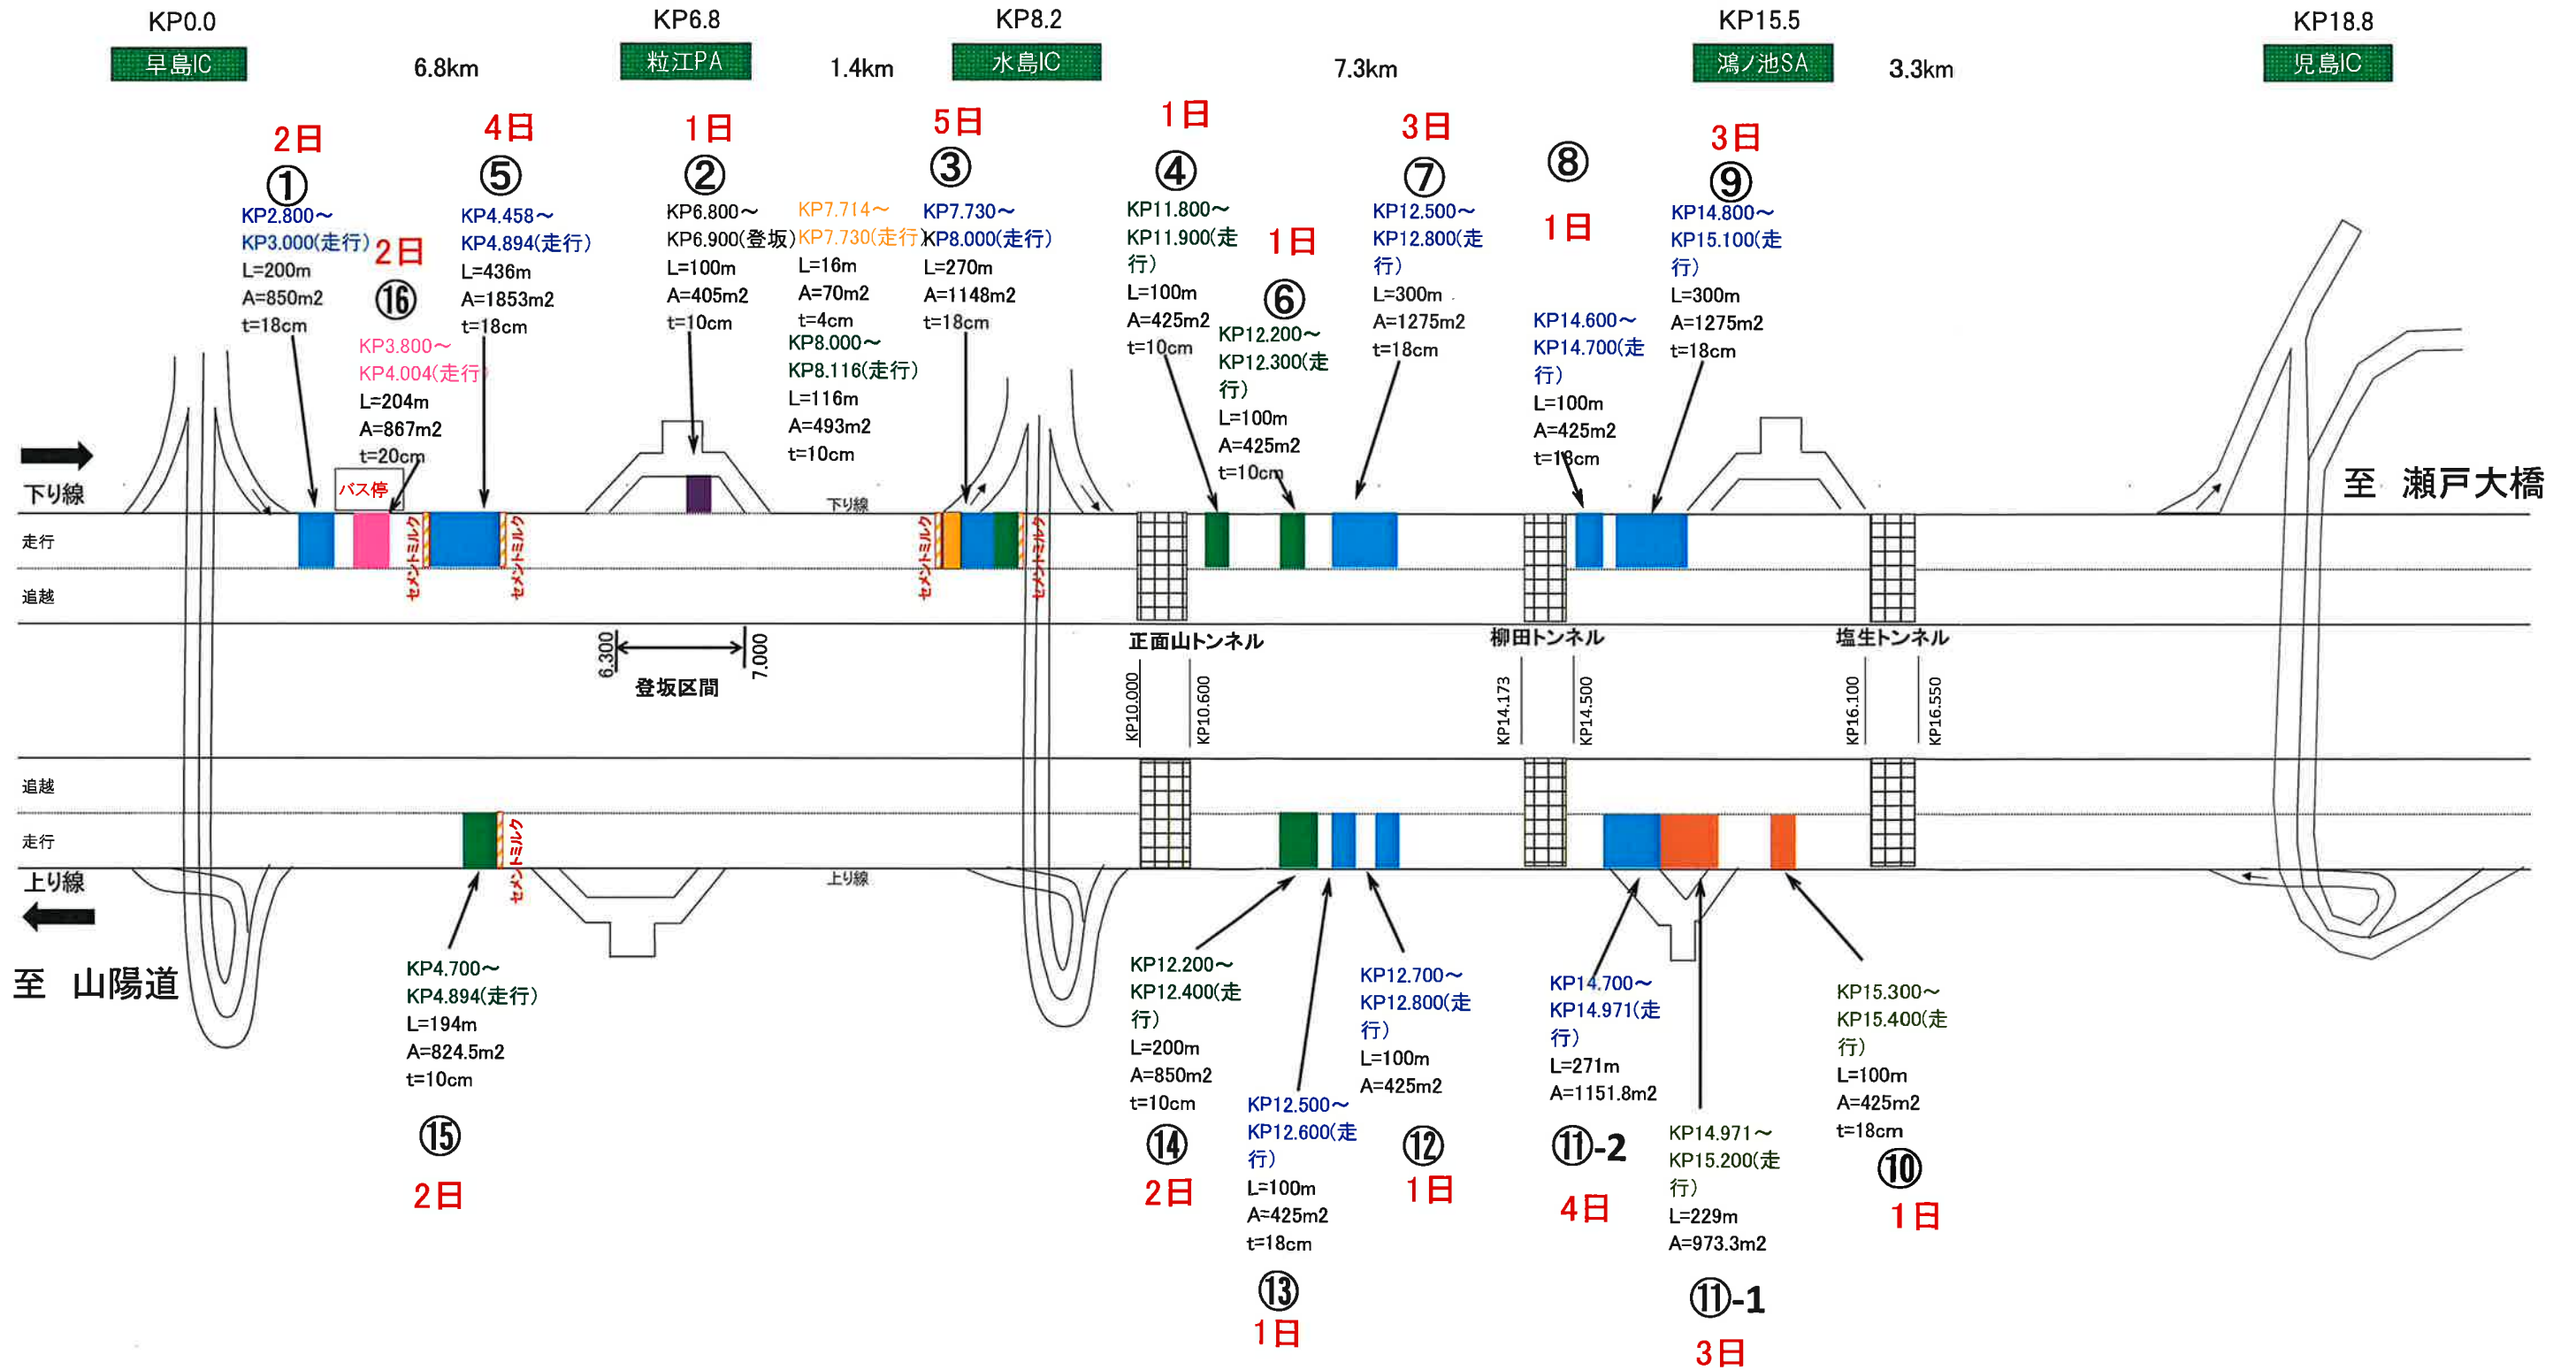 KP0.0
KP6.8
KP8.2
KP15.5
KP18.8
早島IC
6.8km
粒江PA
1.4km
水島IC
7.3km
鴻ノ池SA
3.3km
児島IC
2日
①
KP2.800～
KP3.000(走行)
L=200m
A=850m2
t=18cm
2日
⑯
KP3.800～
KP4.004(走行)
L=204m
A=867m2
t=20cm
4日
⑤
KP4.458～
KP4.894(走行)
L=436m
A=1853m2
t=18cm
1日
②
KP6.800～
KP6.900(登坂)
L=100m
A=405m2
t=10cm
KP7.714～
KP7.730(走行)
L=16m
A=70m2
t=4cm
KP8.000～
KP8.116(走行)
L=116m
A=493m2
t=10cm
5日
③
KP7.730～
KP8.000(走行)
L=270m
A=1148m2
t=18cm
1日
④
KP11.800～
KP11.900(走
行)
L=100m
A=425m2
t=10cm
1日
⑥
KP12.200～
KP12.300(走
行)
L=100m
A=425m2
t=10cm
3日
⑦
KP12.500～
KP12.800(走
行)
L=300m
A=1275m2
t=18cm
⑧
1日
KP14.600～
KP14.700(走
行)
L=100m
A=425m2
t=18cm
3日
⑨
KP14.800～
KP15.100(走
行)
L=300m
A=1275m2
t=18cm
下り線
バス停
下り線
至 瀬戸大橋
走行
セメントミルク
セメントミルク
セメントミルク
セメントミルク
追越
6.300
7.000
登坂区間
正面山トンネル
柳田トンネル
塩生トンネル
KP10.000
KP10.600
KP14.173
KP14.500
KP16.100
KP16.550
追越
走行
セメントミルク
上り線
上り線
至 山陽道
KP4.700～
KP4.894(走行)
L=194m
A=824.5m2
t=10cm
⑮
2日
KP12.200～
KP12.400(走
行)
L=200m
A=850m2
t=10cm
⑭
2日
KP12.500～
KP12.600(走
行)
L=100m
A=425m2
t=18cm
⑬
1日
KP12.700～
KP12.800(走
行)
L=100m
A=425m2
⑫
1日
KP14.700～
KP14.971(走
行)
L=271m
A=1151.8m2
⑪-2
4日
KP14.971～
KP15.200(走
行)
L=229m
A=973.3m2
⑪-1
3日
KP15.300～
KP15.400(走
行)
L=100m
A=425m2
t=18cm
⑩
1日